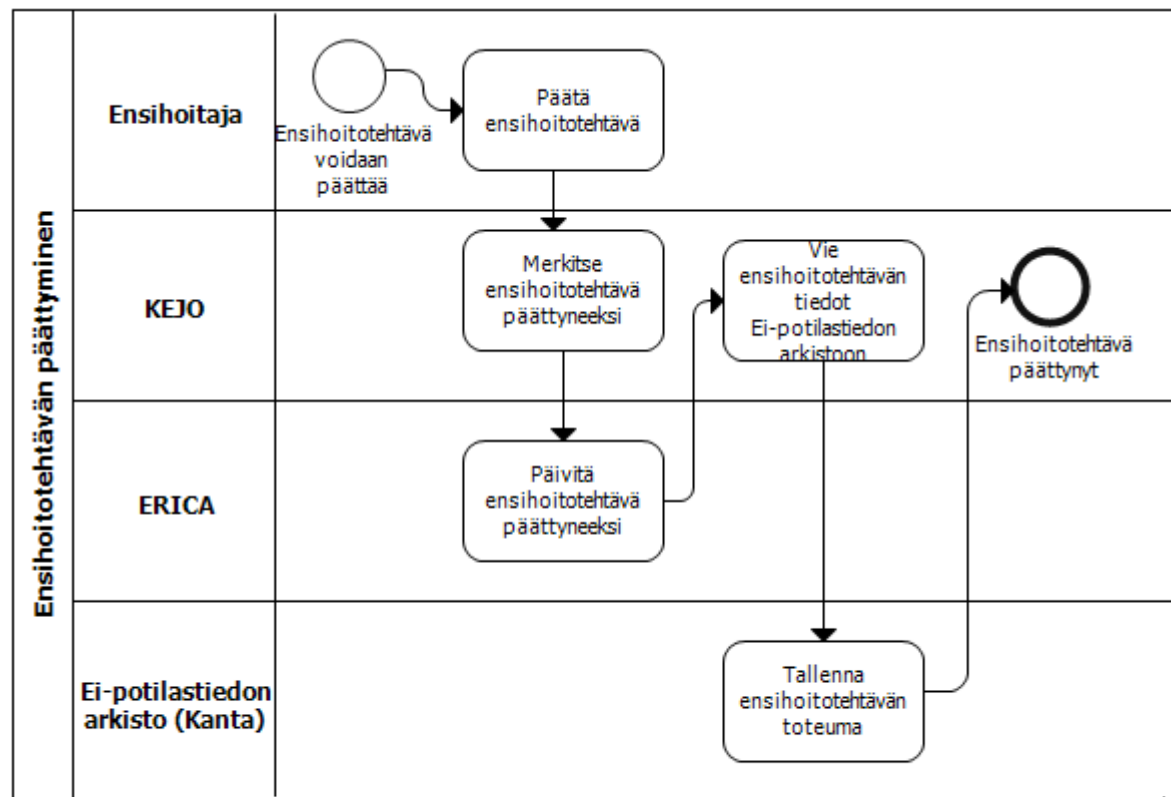 Ensihoitotehtävän päättyminen
Ensihoitaja
Ensihoitotehtävä
voidaan
päättää
Päätä
ensihoitotehtävä
KEJO
Merkitse
ensihoitotehtävä
päättyneeksi
Vie
ensihoitotehtävän
tiedot
Ei-potilastiedon
arkistoon
Ensihoitotehtävä
päättynyt
ERICA
Päivitä
ensihoitotehtävä
päättyneeksi
Ei-potilastiedon
arkisto (Kanta)
Tallenna
ensihoitotehtävän
toteuma